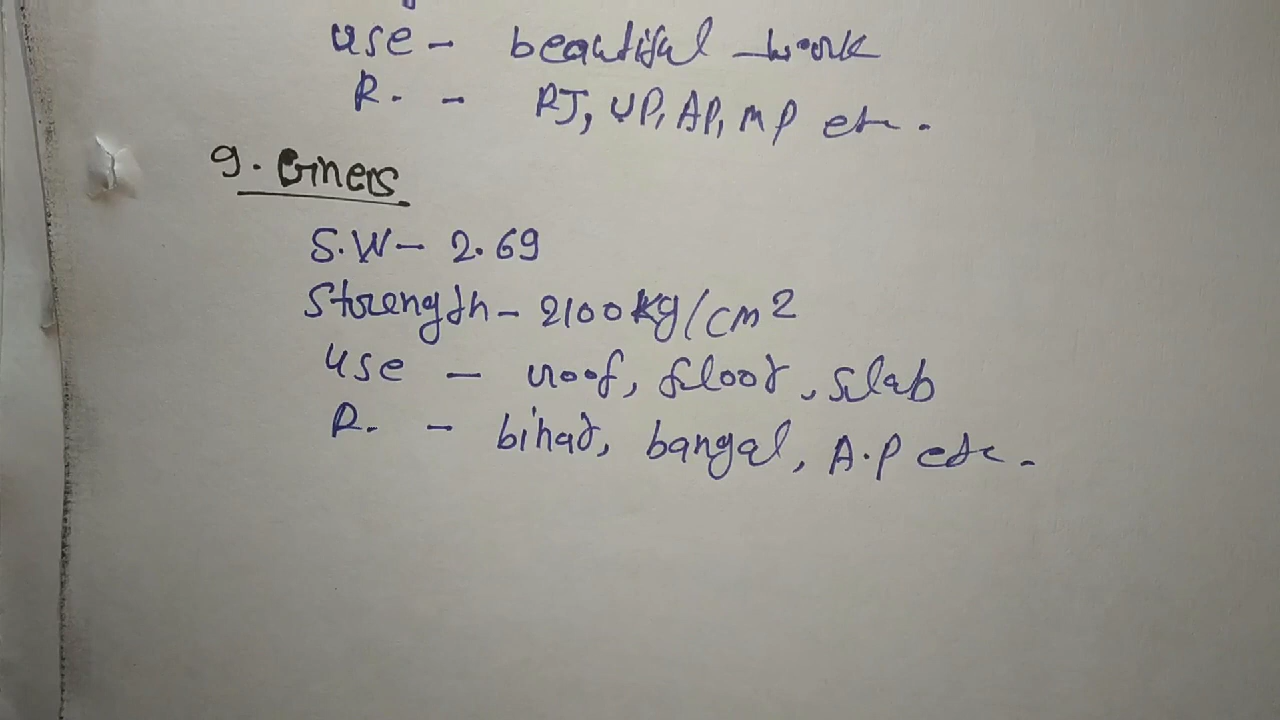 use - beautiful work
R. - RJ, UP, AP, MP etc.
9. Giners
S.W - 2.69
Strength - 2100 kg/cm2
use - roof, floor, slab
R. - bihar, bangal, A.P etc.